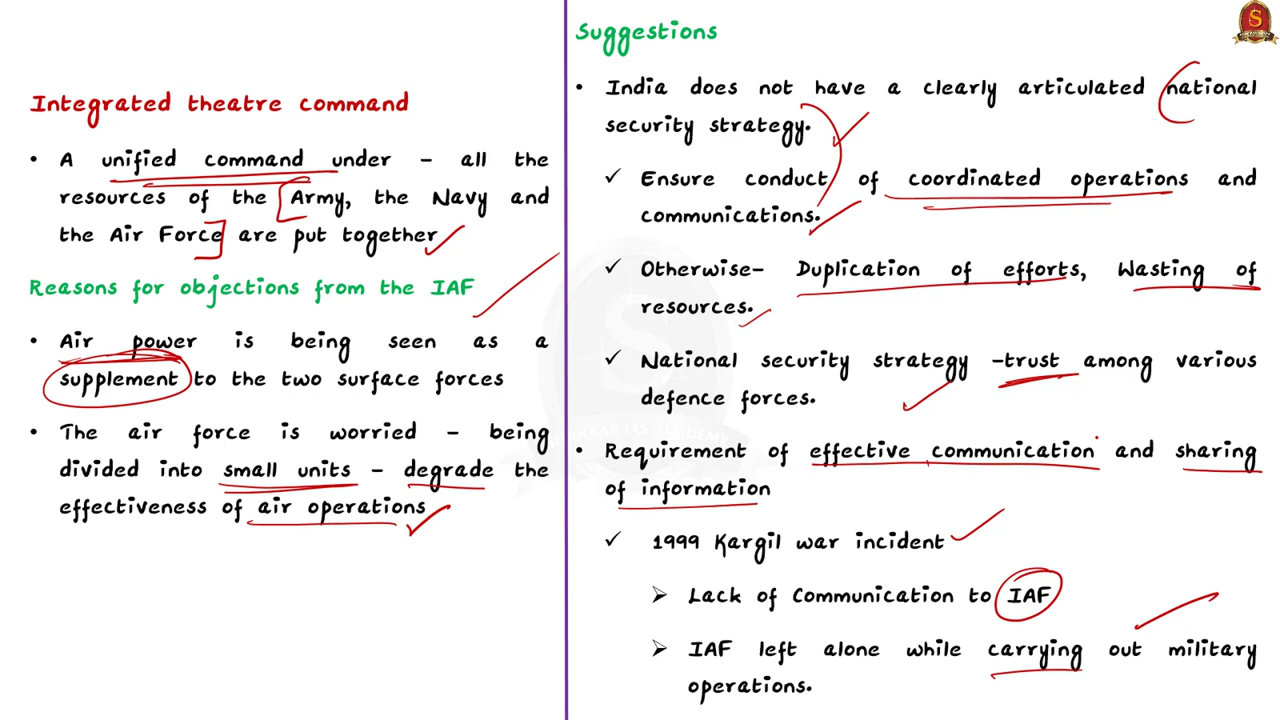 Integrated theatre command
• A unified command under - all the
resources of the Army, the Navy and
the Air Force are put together
Reasons for objections from the IAF
• Air power is being seen as a
supplement to the two surface forces
• The air force is worried - being
divided into small units - degrade the
effectiveness of air operations
Suggestions
• India does not have a clearly articulated national
security strategy.
✓ Ensure conduct of coordinated operations and
communications.
✓ Otherwise- Duplication of efforts, Wasting of
resources.
✓ National security strategy -trust among various
defence forces.
• Requirement of effective communication and sharing
of information
✓ 1999 Kargil war incident
➢ Lack of Communication to IAF
➢ IAF left alone while carrying out military
operations.
S